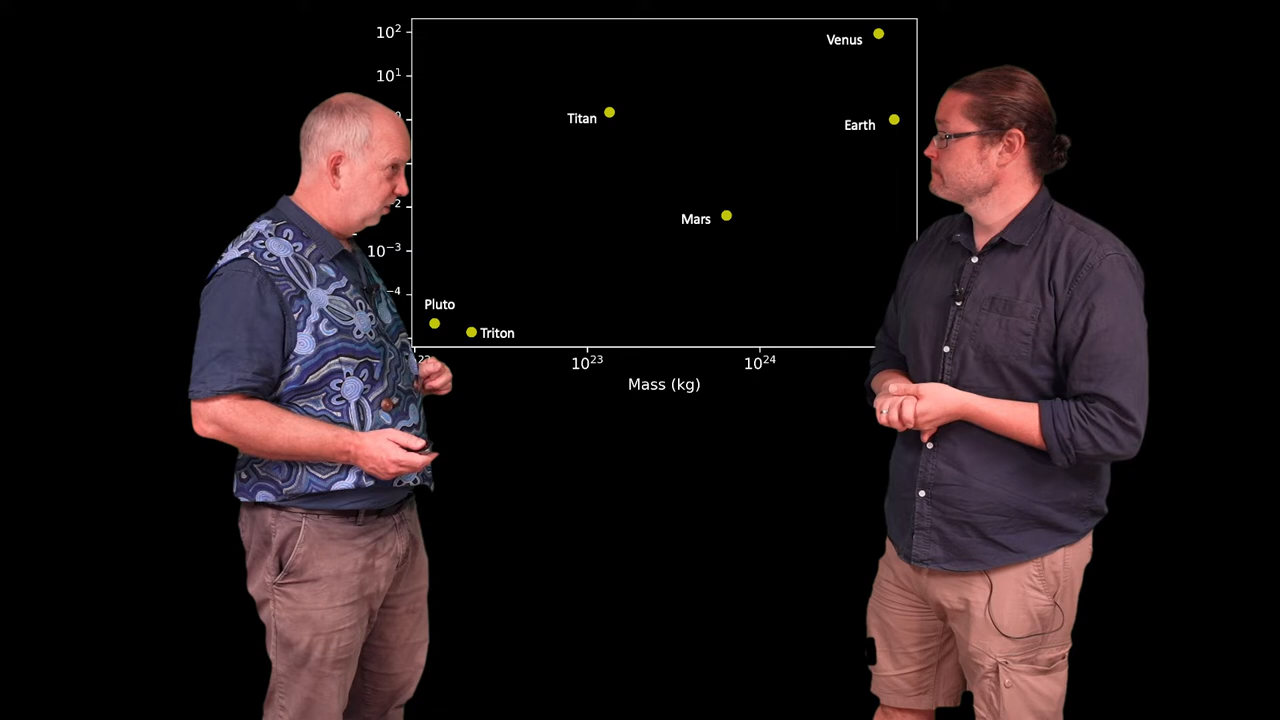 10²
Venus
10¹
Titan
Earth
Mars
10⁻³
Pluto
Triton
10²³
10²⁴
Mass (kg)